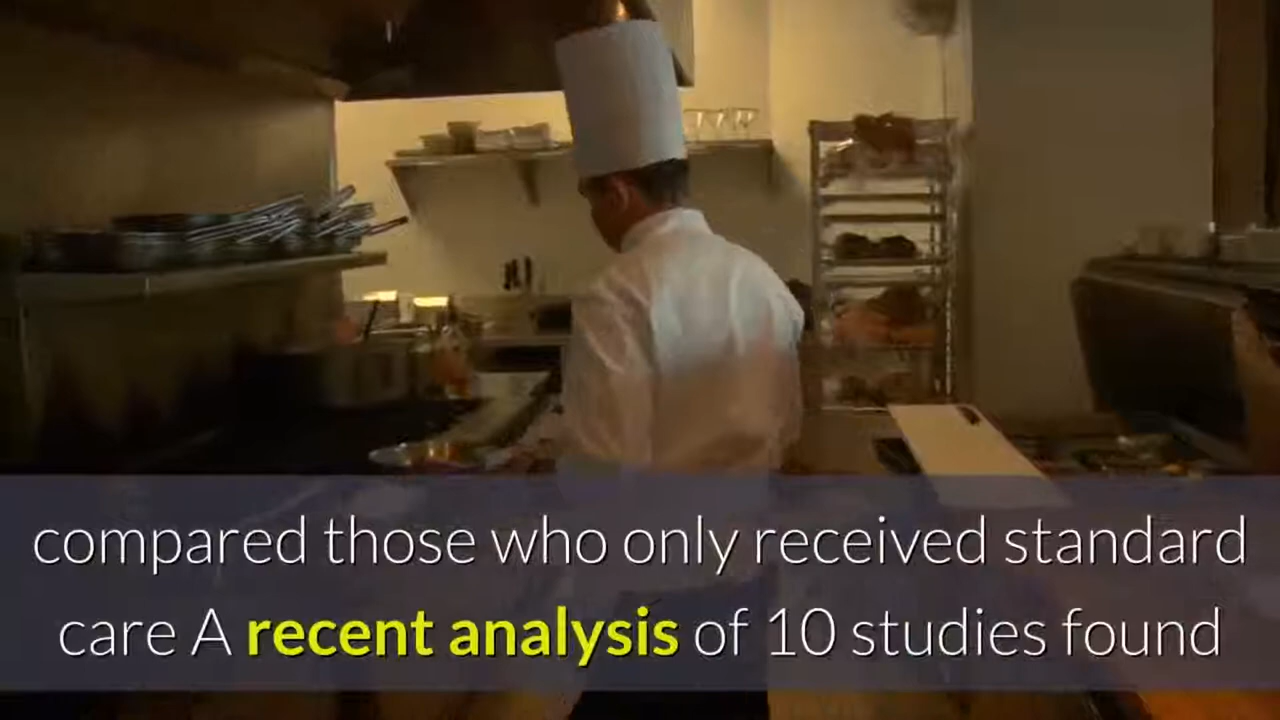 compared those who only received standard
care A recent analysis of 10 studies found